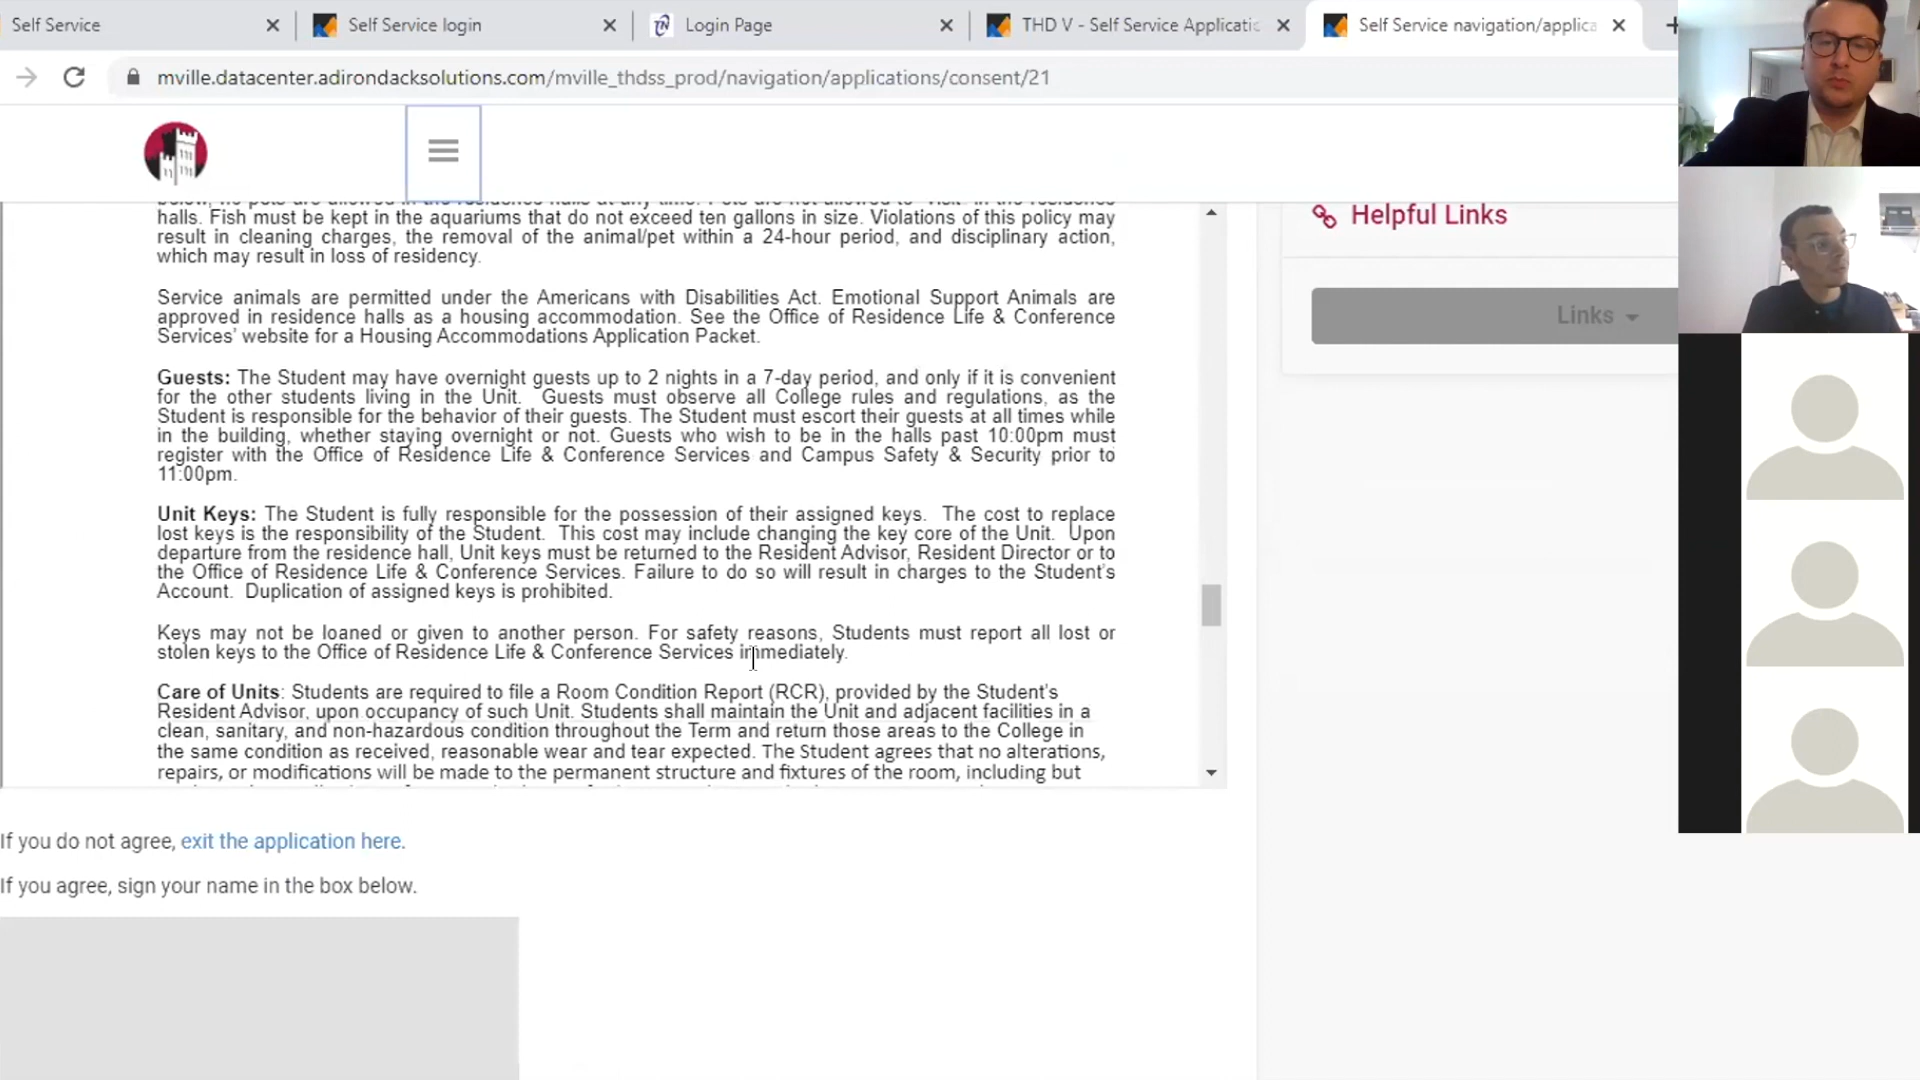 Self Service
Self Service login
Login Page
THD V - Self Service Applicatio
Self Service navigation/applica
mville.datacenter.adirondacksolutions.com/mville_thdss_prod/navigation/applications/consent/21
halls. Fish must be kept in the aquariums that do not exceed ten gallons in size. Violations of this policy may
result in cleaning charges, the removal of the animal/pet within a 24-hour period, and disciplinary action,
which may result in loss of residency.
Service animals are permitted under the Americans with Disabilities Act. Emotional Support Animals are
approved in residence halls as a housing accommodation. See the Office of Residence Life & Conference
Services' website for a Housing Accommodations Application Packet.
Guests: The Student may have overnight guests up to 2 nights in a 7-day period, and only if it is convenient
for the other students living in the Unit. Guests must observe all College rules and regulations, as the
Student is responsible for the behavior of their guests. The Student must escort their guests at all times while
in the building, whether staying overnight or not. Guests who wish to be in the halls past 10:00pm must
register with the Office of Residence Life & Conference Services and Campus Safety & Security prior to
11:00pm.
Unit Keys: The Student is fully responsible for the possession of their assigned keys. The cost to replace
lost keys is the responsibility of the Student. This cost may include changing the key core of the Unit. Upon
departure from the residence hall, Unit keys must be returned to the Resident Advisor, Resident Director or to
the Office of Residence Life & Conference Services. Failure to do so will result in charges to the Student's
Account. Duplication of assigned keys is prohibited.
Keys may not be loaned or given to another person. For safety reasons, Students must report all lost or
stolen keys to the Office of Residence Life & Conference Services immediately.
Care of Units: Students are required to file a Room Condition Report (RCR), provided by the Student's
Resident Advisor, upon occupancy of such Unit. Students shall maintain the Unit and adjacent facilities in a
clean, sanitary, and non-hazardous condition throughout the Term and return those areas to the College in
the same condition as received, reasonable wear and tear expected. The Student agrees that no alterations,
repairs, or modifications will be made to the permanent structure and fixtures of the room, including but
If you do not agree, exit the application here.
If you agree, sign your name in the box below.
Helpful Links
Links